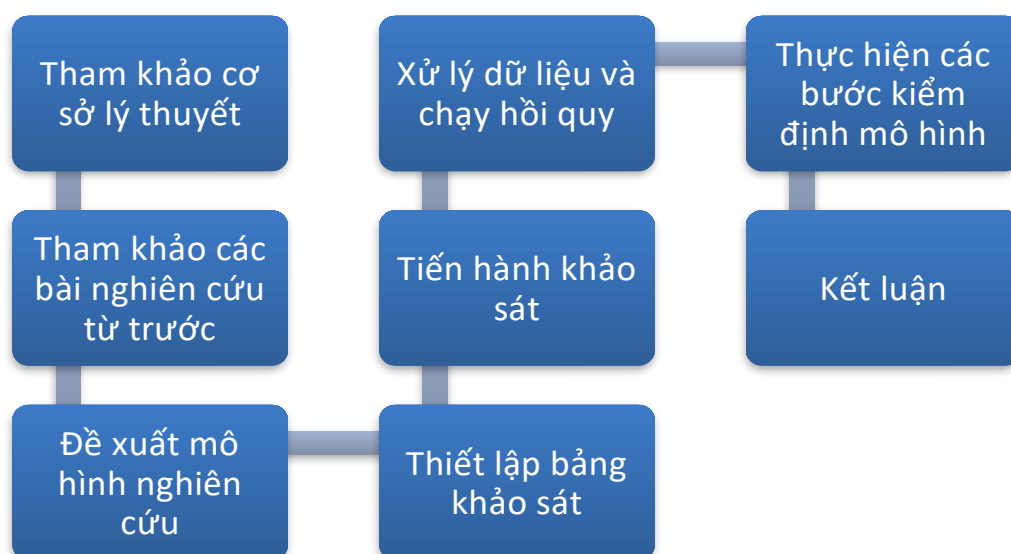 Tham khảo cơ
sở lý thuyết
Tham khảo các
bài nghiên cứu
từ trước
Đề xuất mô
hình nghiên
cứu
Thiết lập bảng
khảo sát
Tiến hành khảo
sát
Xử lý dữ liệu và
chạy hồi quy
Thực hiện các
bước kiểm
định mô hình
Kết luận